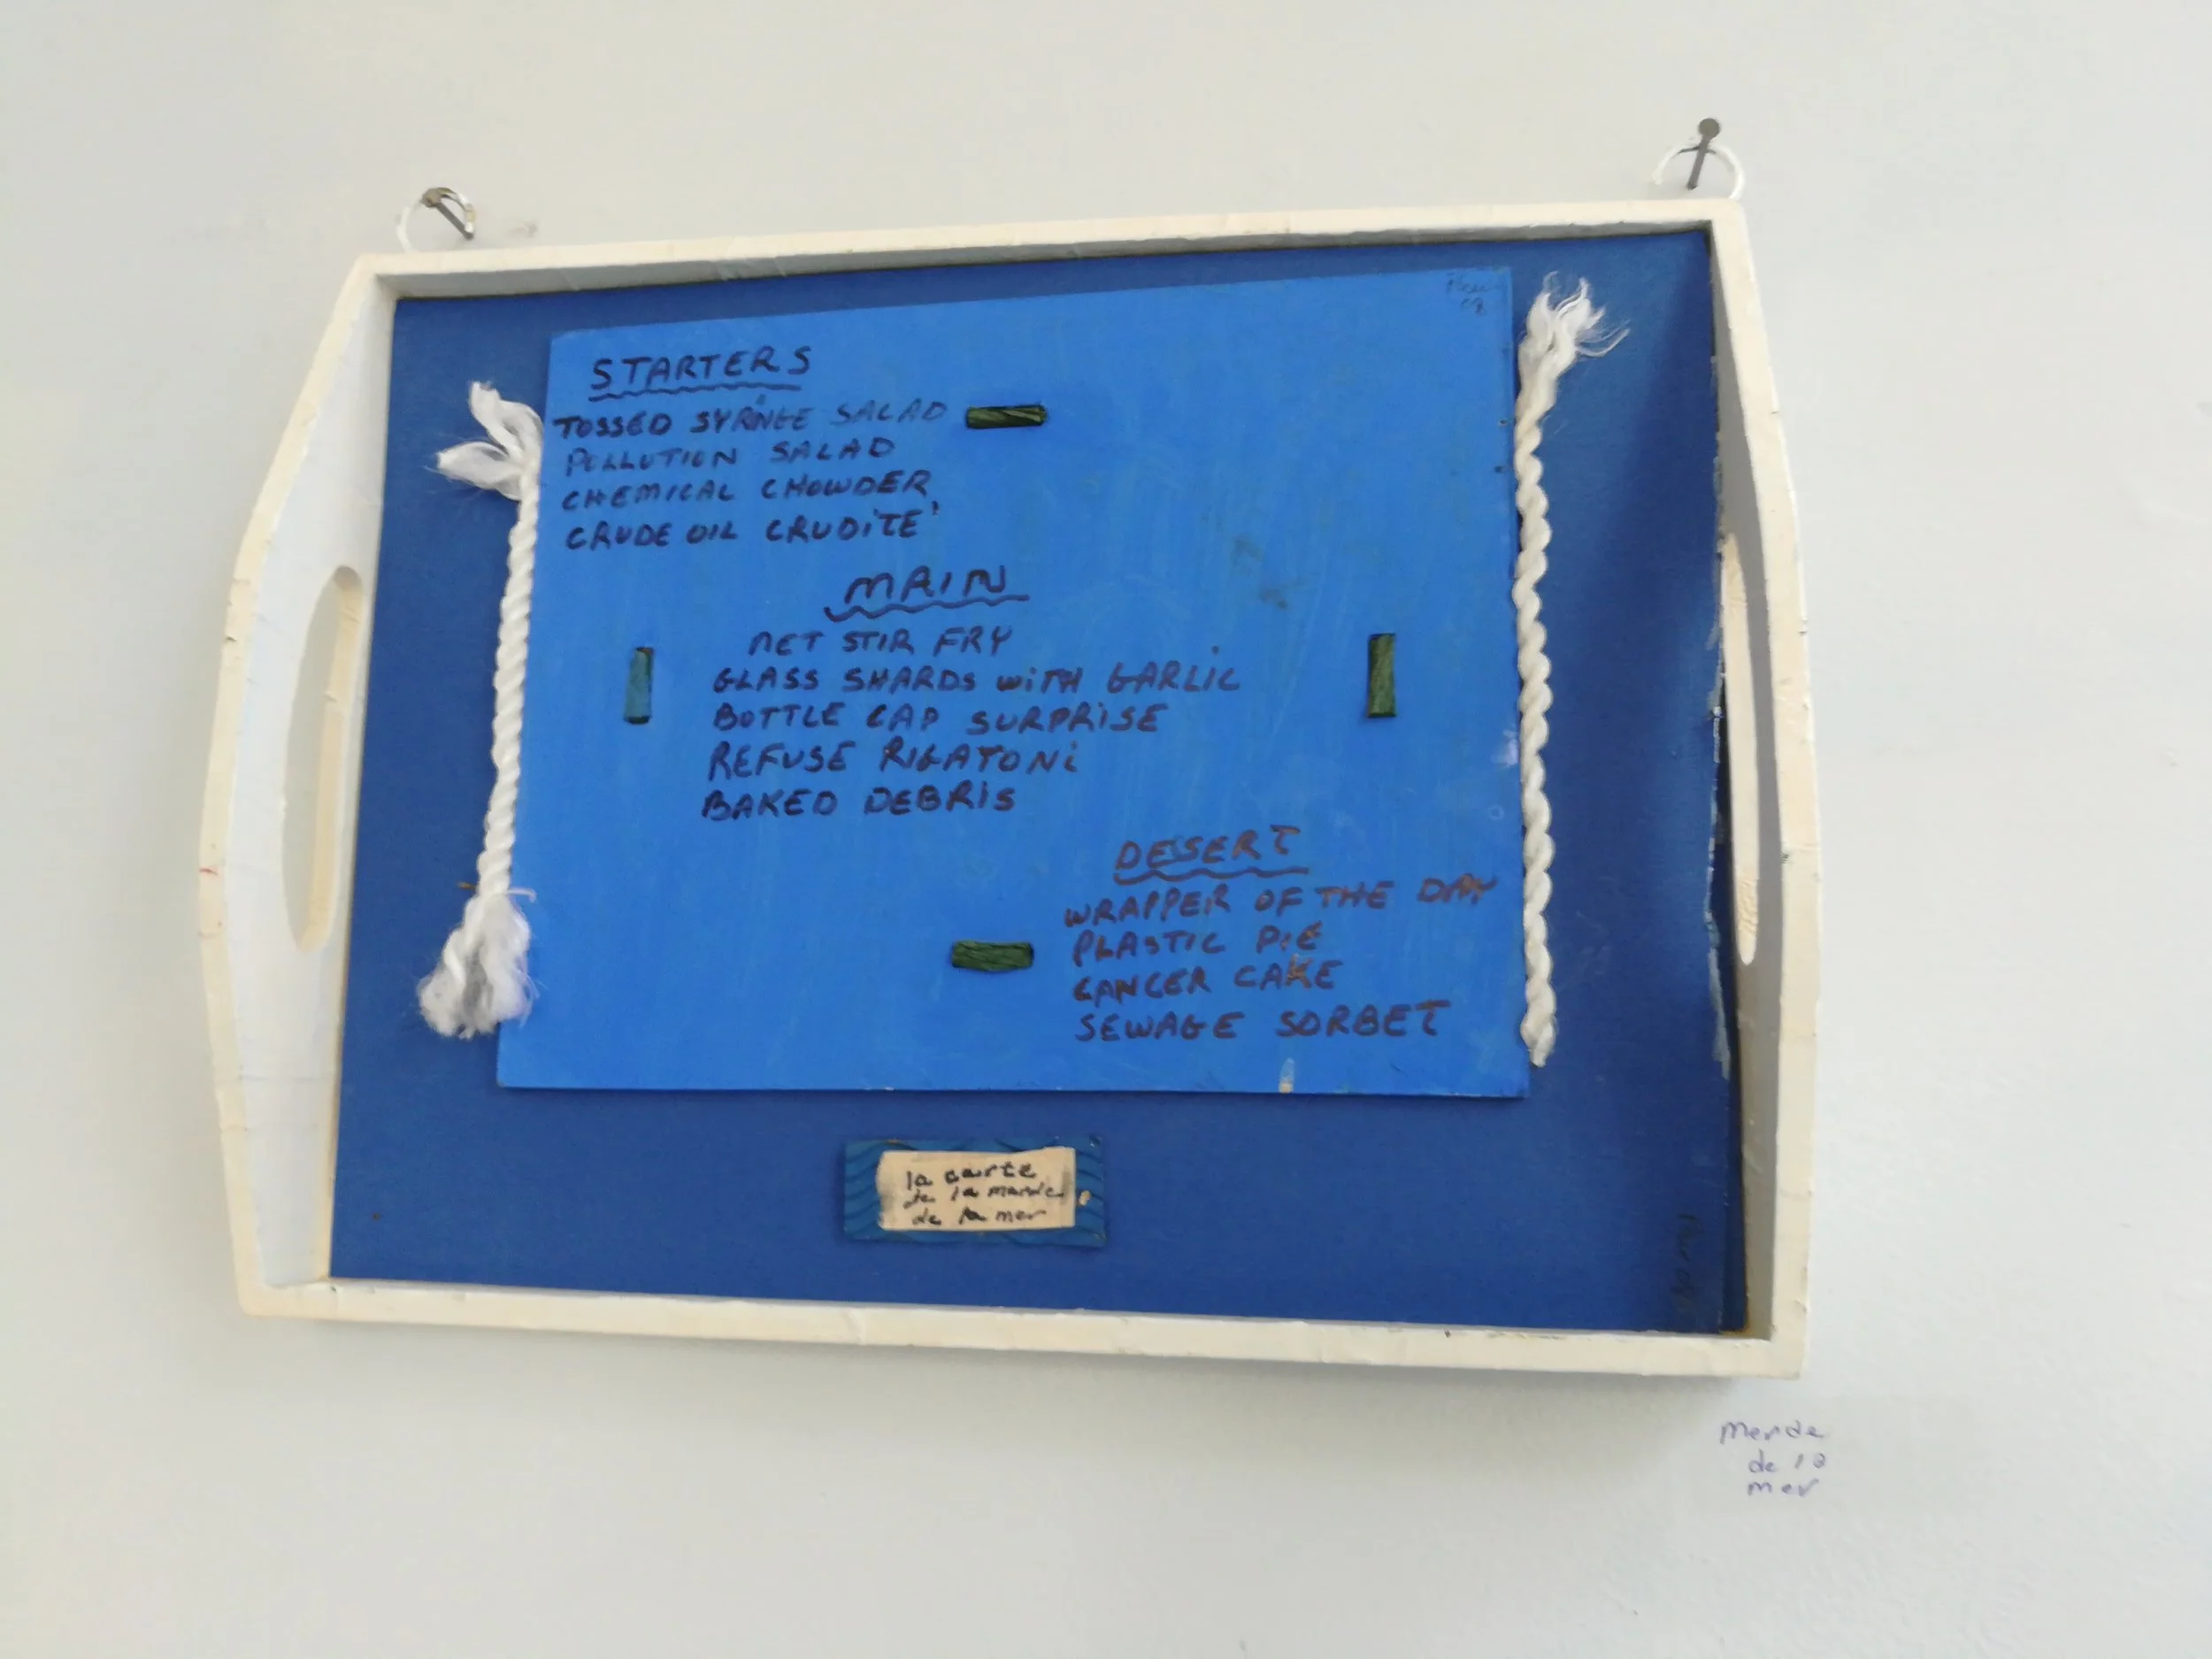 STARTERS
TOSSED SYRINGE SALAD
POLLUTION SALAD
CHEMICAL CHOWDER
CRUDE OIL CRUDITE'
MAIN
NET STIR FRY
GLASS SHARDS WITH GARLIC
BOTTLE CAP SURPRISE
REFUSE RIGATONI
BAKED DEBRIS
DESERT
WRAPPER OF THE DAY
PLASTIC PIE
CANCER CAKE
SEWAGE SORBET
la carte
de la merde
de la mer
Merde
de la
mer